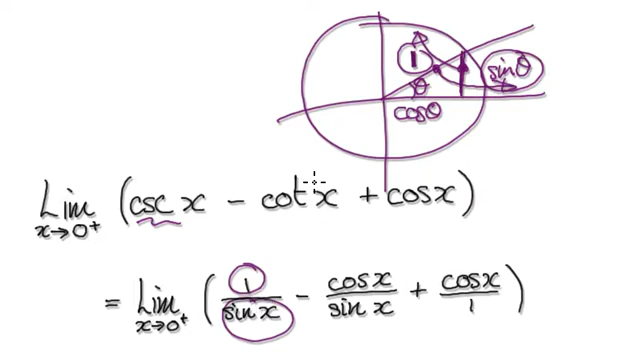 1 sinθ
θ
cosθ
Lim x→0⁺ (csc x − cot x + cos x)
= Lim x→0⁺ (1/sin x − cos x/sin x + cos x/1)